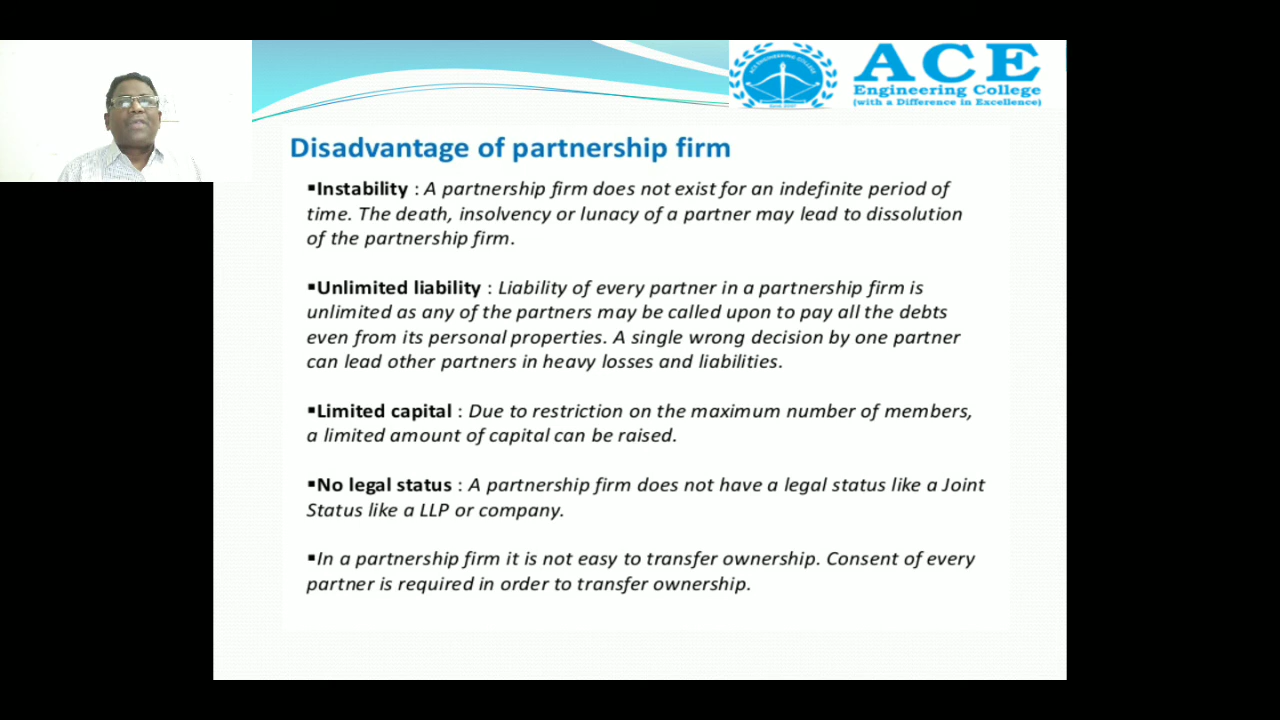 ACE
Engineering College
(with a Difference in Excellence)
Disadvantage of partnership firm
▪Instability : A partnership firm does not exist for an indefinite period of
time. The death, insolvency or lunacy of a partner may lead to dissolution
of the partnership firm.
▪Unlimited liability : Liability of every partner in a partnership firm is
unlimited as any of the partners may be called upon to pay all the debts
even from its personal properties. A single wrong decision by one partner
can lead other partners in heavy losses and liabilities.
▪Limited capital : Due to restriction on the maximum number of members,
a limited amount of capital can be raised.
▪No legal status : A partnership firm does not have a legal status like a Joint
Status like a LLP or company.
▪In a partnership firm it is not easy to transfer ownership. Consent of every
partner is required in order to transfer ownership.